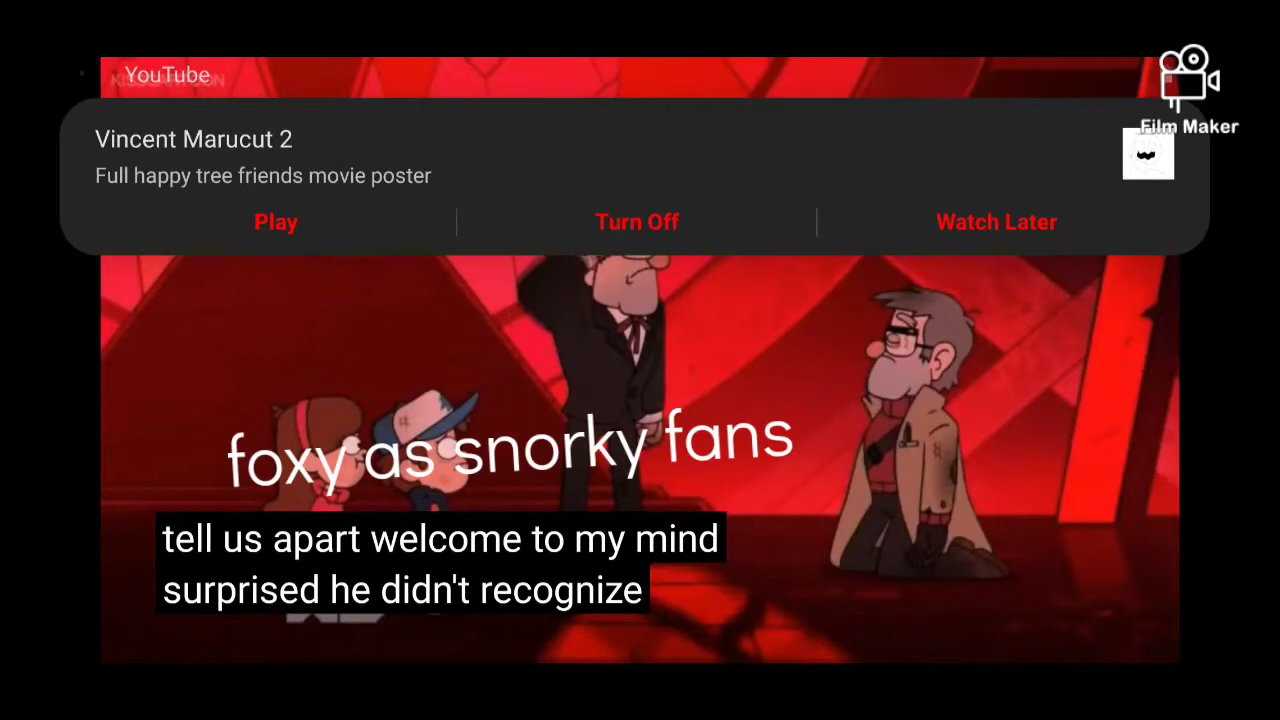 YouTube
KISSCARTOON
Film Maker
Vincent Marucut 2
Full happy tree friends movie poster
Play
Turn Off
Watch Later
foxy as snorky fans
tell us apart welcome to my mind
surprised he didn't recognize